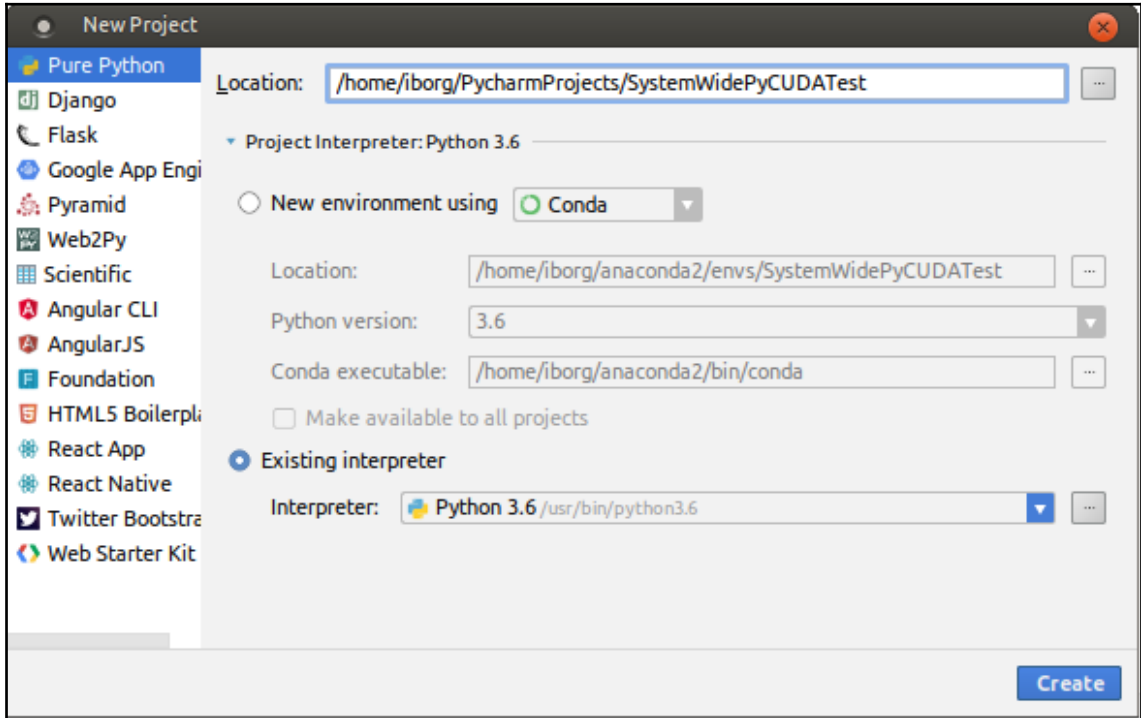 New Project
Pure Python
Django
Flask
Google App Engi
Pyramid
Web2Py
Scientific
Angular CLI
AngularJS
Foundation
HTML5 Boilerpla
React App
React Native
Twitter Bootstra
Web Starter Kit
Location: /home/iborg/PycharmProjects/SystemWidePyCUDATest ...
Project Interpreter: Python 3.6
New environment using Conda
Location: /home/iborg/anaconda2/envs/SystemWidePyCUDATest ...
Python version: 3.6
Conda executable: /home/iborg/anaconda2/bin/conda ...
Make available to all projects
Existing interpreter
Interpreter: Python 3.6 /usr/bin/python3.6 ...
Create